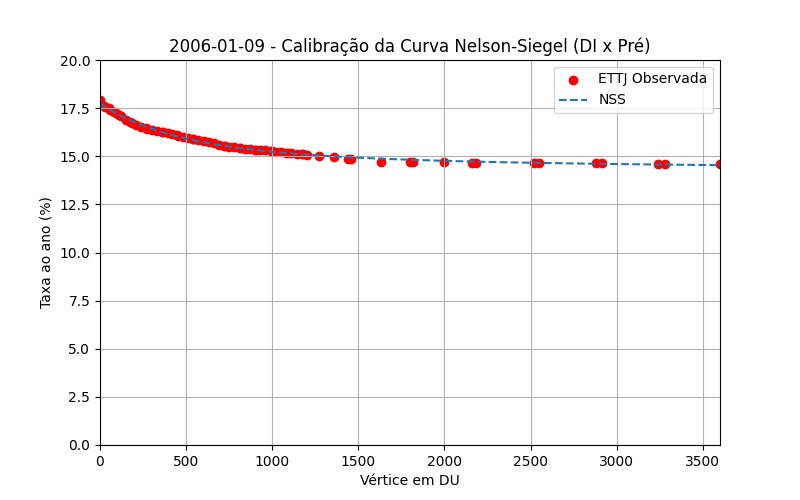 2006-01-09 - Calibração da Curva Nelson-Siegel (DI x Pré)
ETTJ Observada
NSS
Taxa ao ano (%)
20.0
17.5
15.0
12.5
10.0
7.5
5.0
2.5
0.0
0 500 1000 1500 2000 2500 3000 3500
Vértice em DU